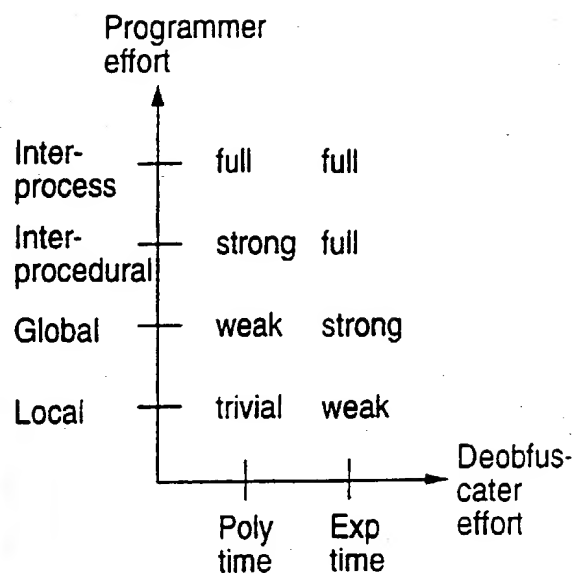 Programmer
effort
Inter-
process
full full
Inter-
procedural
strong full
Global weak strong
Local trivial weak
Deobfus-
cater
effort
Poly Exp
time time